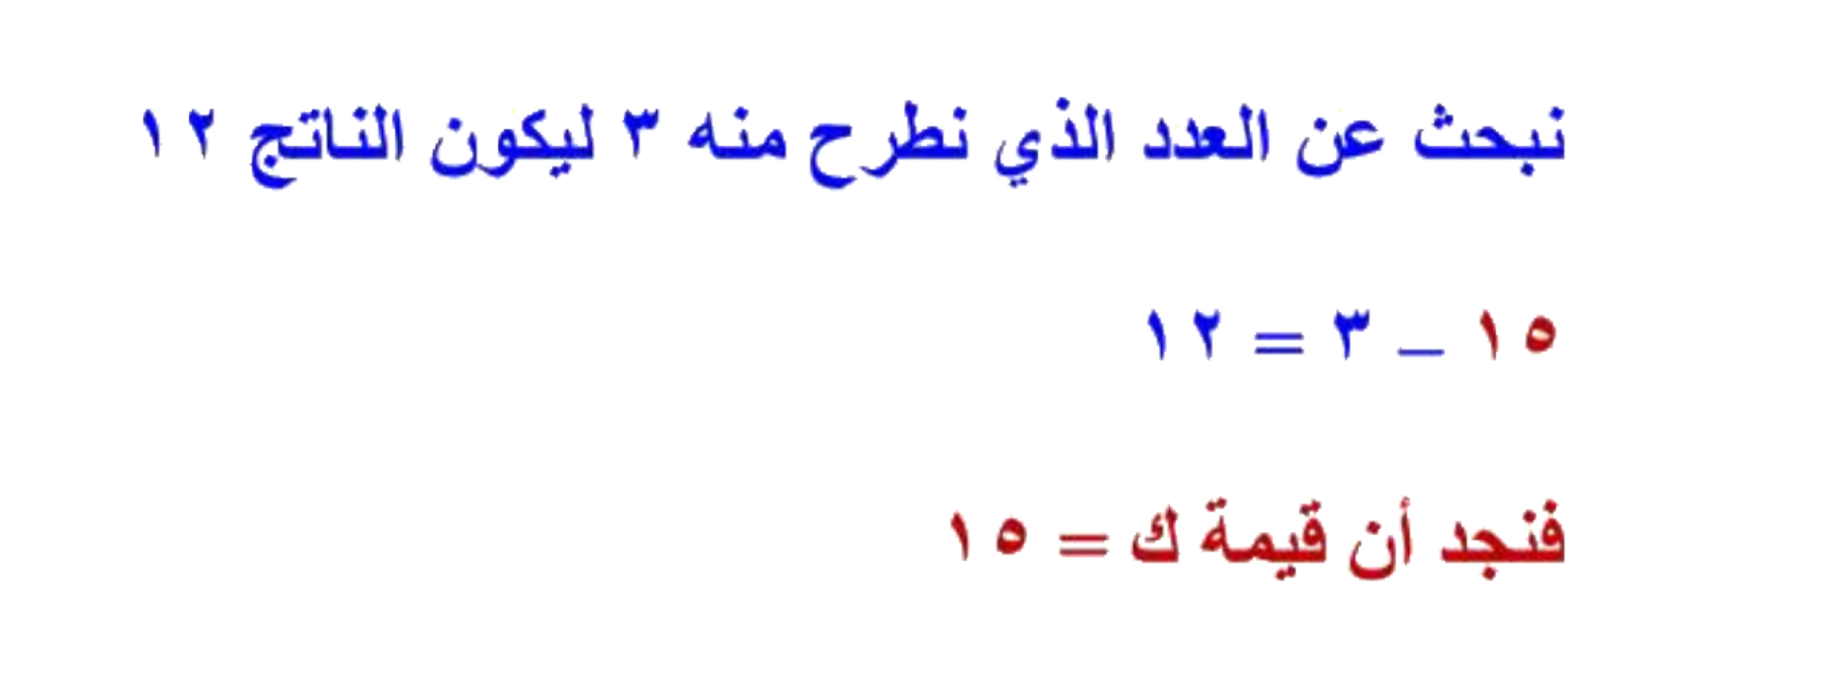 نبحث عن العدد الذي نطرح منه ٣ ليكون الناتج ١٢
١٥ – ٣ = ١٢
فنجد أن قيمة ك = ١٥